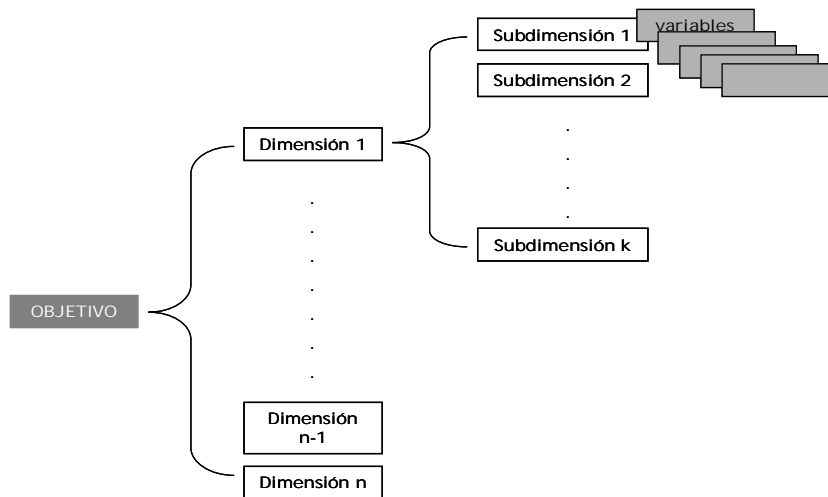 Subdimensión 1
variables
Subdimensión 2
Dimensión 1
Subdimensión k
OBJETIVO
Dimensión
n-1
Dimensión n